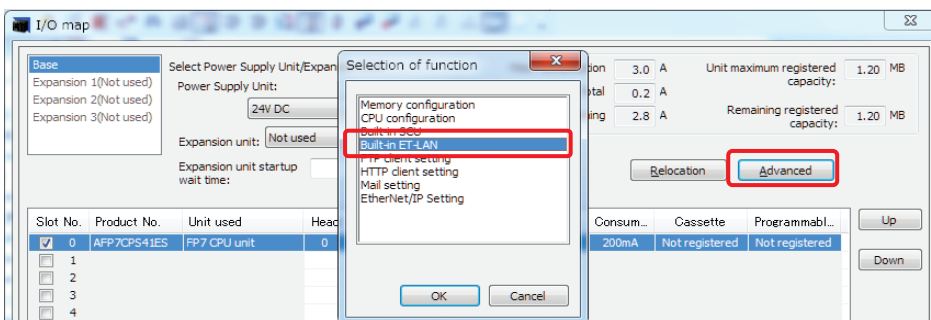 I/O map
Base
Expansion 1(Not used)
Expansion 2(Not used)
Expansion 3(Not used)
Select Power Supply Unit/Expan
Power Supply Unit:
24V DC
Expansion unit: Not used
Expansion unit startup
wait time:
Selection of function
Memory configuration
CPU configuration
Built-in SCU
Built-in ET-LAN
FTP client setting
HTTP client setting
Mail setting
EtherNet/IP Setting
OK Cancel
3.0 A
0.2 A
2.8 A
Unit maximum registered
capacity: 1.20 MB
Remaining registered
capacity: 1.20 MB
Relocation Advanced
Slot No. Product No. Unit used Head Consum... Cassette Programmabl...
0 AFP7CPS41ES FP7 CPU unit 0 200mA Not registered Not registered
1
2
3
4
Up
Down